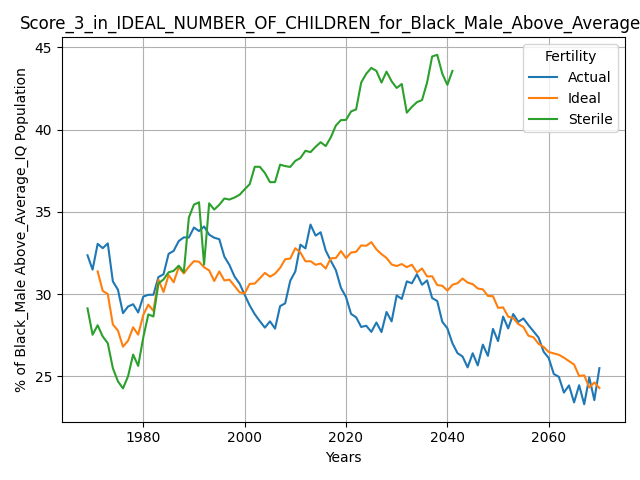 Score_3_in_IDEAL_NUMBER_OF_CHILDREN_for_Black_Male_Above_Average
% of Black_Male Above_Average_IQ Population
45
40
35
30
25
Fertility
Actual
Ideal
Sterile
1980
2000
2020
2040
2060
Years